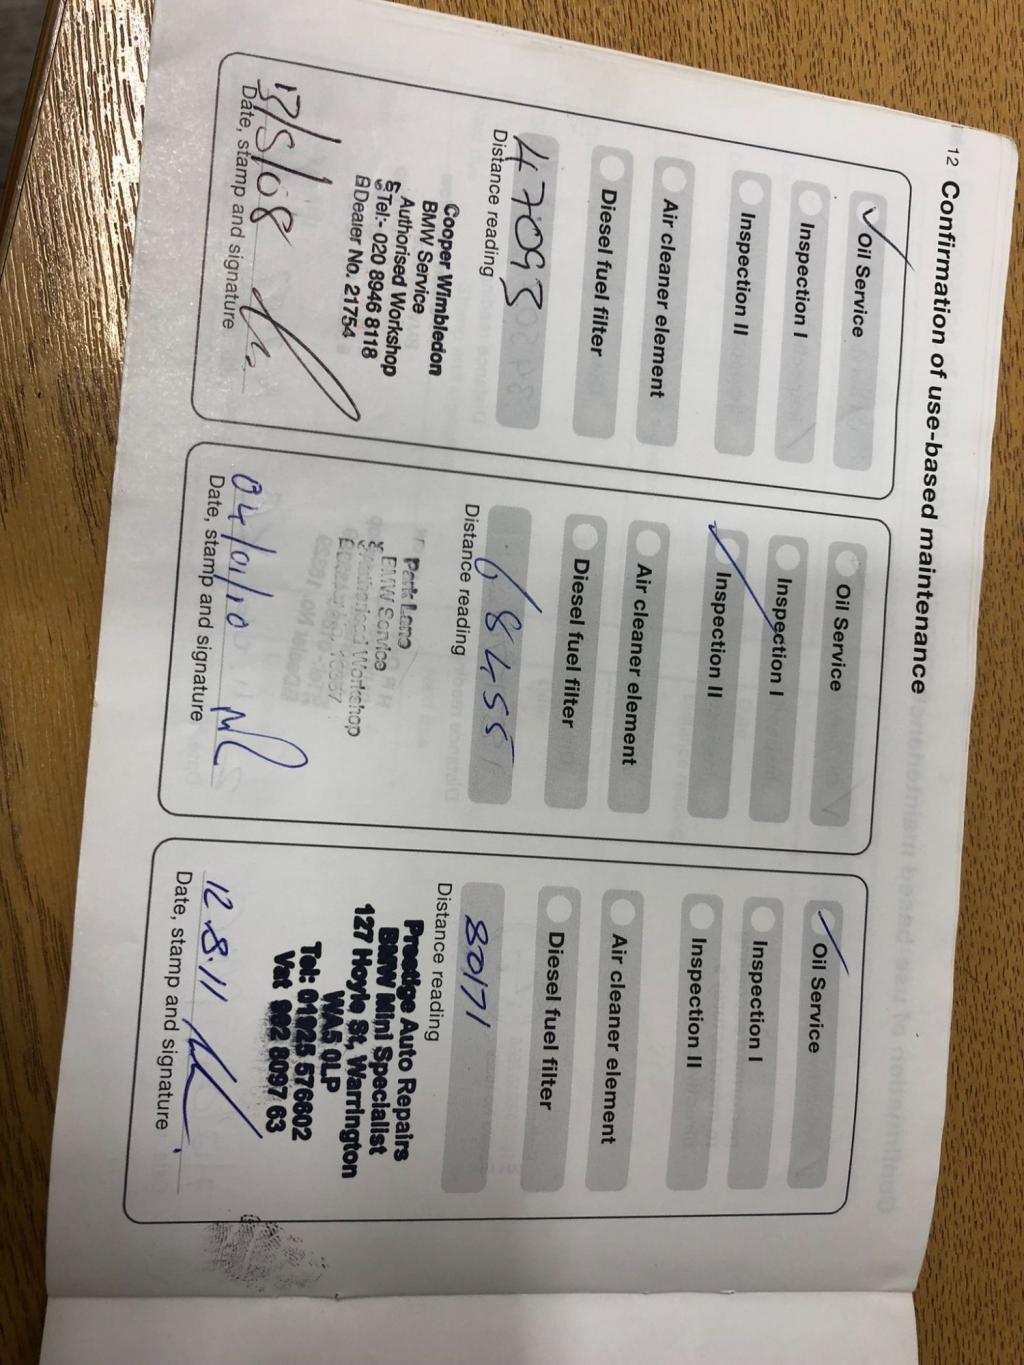 12 Confirmation of use-based maintenance
Oil Service
Inspection I
Inspection II
Air cleaner element
Diesel fuel filter
47093
Distance reading
Cooper Wimbledon
BMW Service
Authorised Workshop
Tel:- 020 8946 8118
Dealer No. 21754
17/5/08
Date, stamp and signature
Oil Service
Inspection I
Inspection II
Air cleaner element
Diesel fuel filter
68455
Distance reading
Park Lane
BMW Service
Authorised Workshop
04/01/10
Date, stamp and signature
Oil Service
Inspection I
Inspection II
Air cleaner element
Diesel fuel filter
80171
Distance reading
Prestige Auto Repairs
BMW Mini Specialist
127 Hoyle St, Warrington
WA5 0LP
Tel: 01925 576602
Vat 992 8097 63
12.8.11
Date, stamp and signature